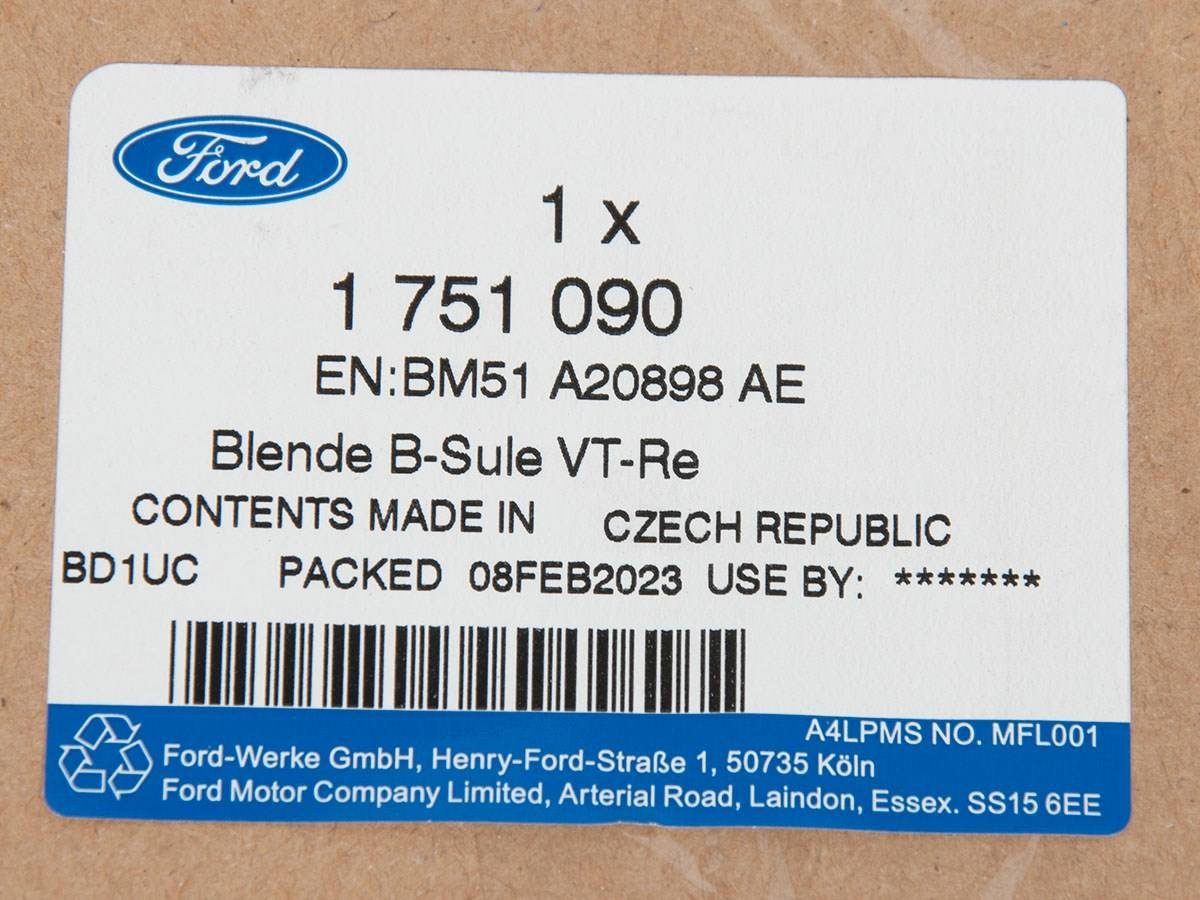 Ford
1 x
1 751 090
EN:BM51 A20898 AE
Blende B-Sule VT-Re
CONTENTS MADE IN CZECH REPUBLIC
BD1UC PACKED 08FEB2023 USE BY: *******
A4LPMS NO. MFL001
Ford-Werke GmbH, Henry-Ford-Straße 1, 50735 Köln
Ford Motor Company Limited, Arterial Road, Laindon, Essex. SS15 6EE